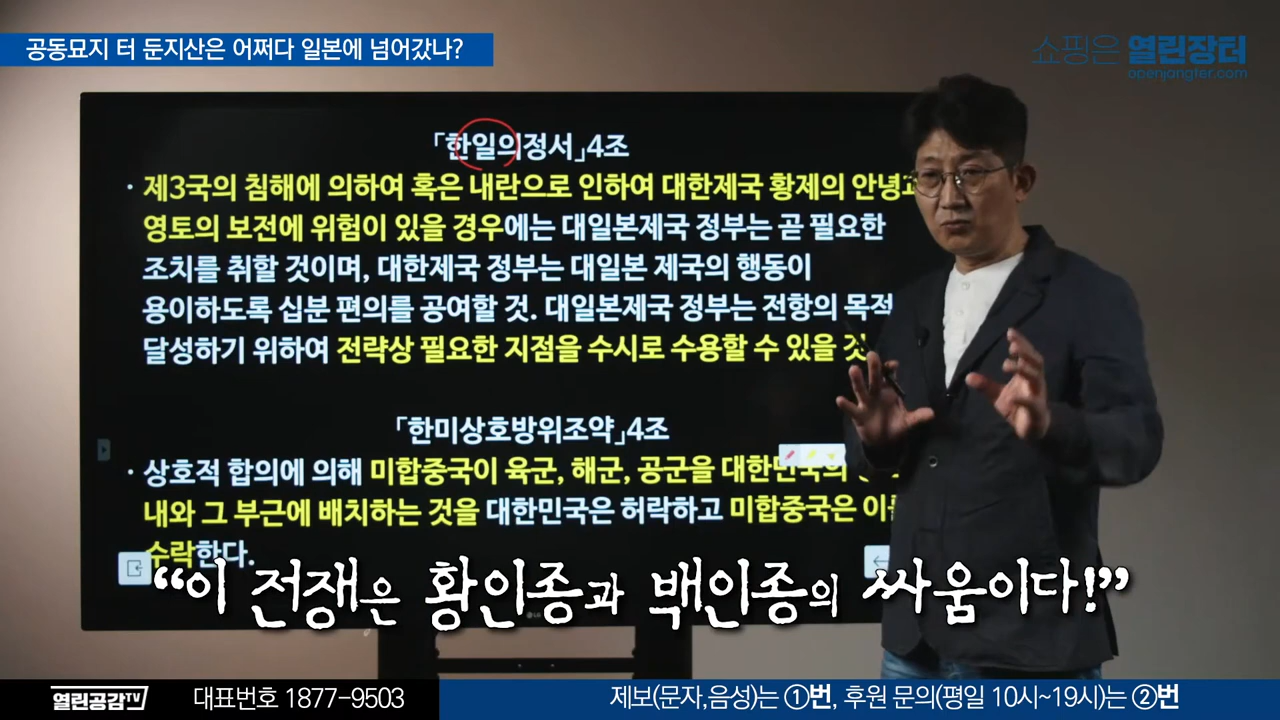 공동묘지 터 둔지산은 어쩌다 일본에 넘어갔나?
쇼핑은 열린장터
openjangter.com
「한일의정서」4조
· 제3국의 침해에 의하여 혹은 내란으로 인하여 대한제국 황제의 안녕과
영토의 보전에 위험이 있을 경우에는 대일본제국 정부는 곧 필요한
조치를 취할 것이며, 대한제국 정부는 대일본 제국의 행동이
용이하도록 십분 편의를 공여할 것. 대일본제국 정부는 전항의 목적
달성하기 위하여 전략상 필요한 지점을 수시로 수용할 수 있을 것
「한미상호방위조약」4조
· 상호적 합의에 의해 미합중국이 육군, 해군, 공군을 대한민국의
내와 그 부근에 배치하는 것을 대한민국은 허락하고 미합중국은 이를
수락한다.
“이 전쟁은 황인종과 백인종의 싸움이다!”
열린공감TV 대표번호 1877-9503 제보(문자,음성)는 ①번, 후원 문의(평일 10시~19시)는 ②번